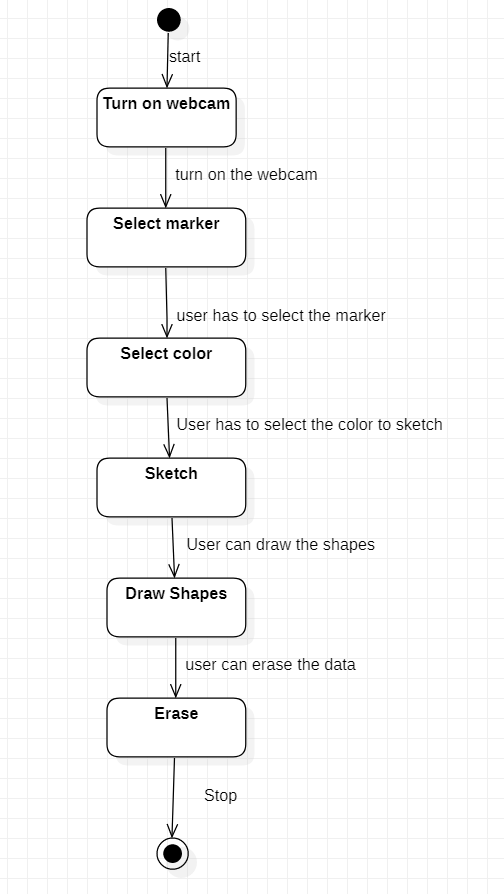 start
Turn on webcam
turn on the webcam
Select marker
user has to select the marker
Select color
User has to select the color to sketch
Sketch
User can draw the shapes
Draw Shapes
user can erase the data
Erase
Stop